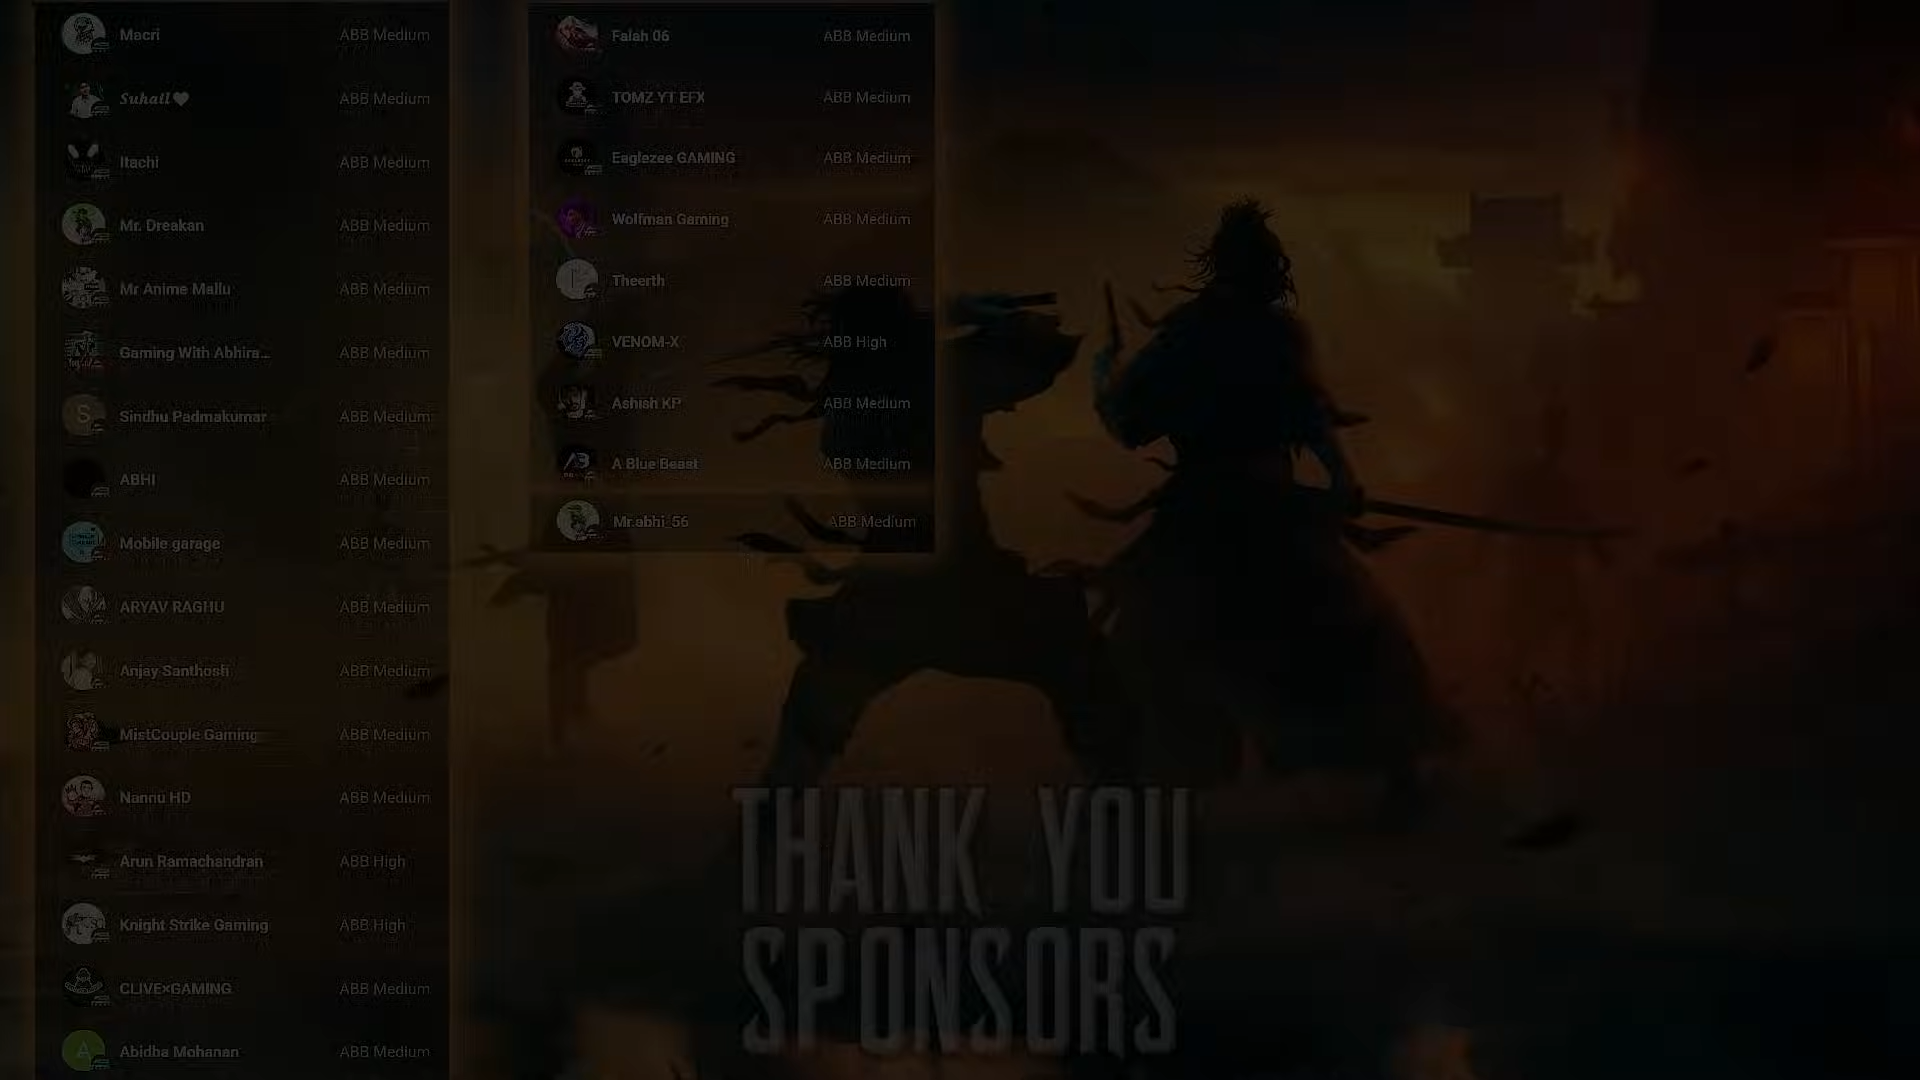 Macri ABB Medium
Suhail🖤 ABB Medium
Itachi ABB Medium
Mr. Dreakan ABB Medium
Mr Anime Mallu ABB Medium
Gaming With Abhira... ABB Medium
S Sindhu Padmakumar ABB Medium
ABHI ABB Medium
Mobile garage ABB Medium
ARYAV RAGHU ABB Medium
Anjay Santhosh ABB Medium
MistCouple Gaming ABB Medium
Nannu HD ABB Medium
Arun Ramachandran ABB High
Knight Strike Gaming ABB High
CLIVE×GAMING ABB Medium
A Abidha Mohanan ABB Medium
Falah 06 ABB Medium
TOMZ YT EFX ABB Medium
Eaglezee GAMING ABB Medium
Wolfman Gaming ABB Medium
Theerth ABB Medium
VENOM-X ABB High
Ashish KP ABB Medium
A Blue Beast ABB Medium
Mr.abhi_56 ABB Medium
THANK YOU
SPONSORS